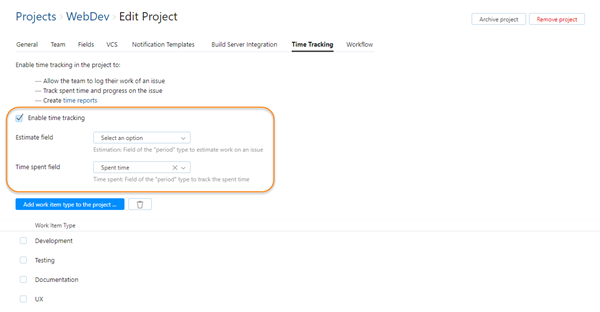 Projects › WebDev › Edit Project
Archive project
Remove project
General Team Fields VCS Notification Templates Build Server Integration Time Tracking Workflow
Enable time tracking in the project to:
— Allow the team to log their work of an issue
— Track spent time and progress on the issue
— Create time reports
Enable time tracking
Estimate field Select an option
Estimation: Field of the "period" type to estimate work on an issue
Time spent field Spent time
Time spent: Field of the "period" type to track the spent time
Add work item type to the project ...
Work Item Type
Development
Testing
Documentation
UX